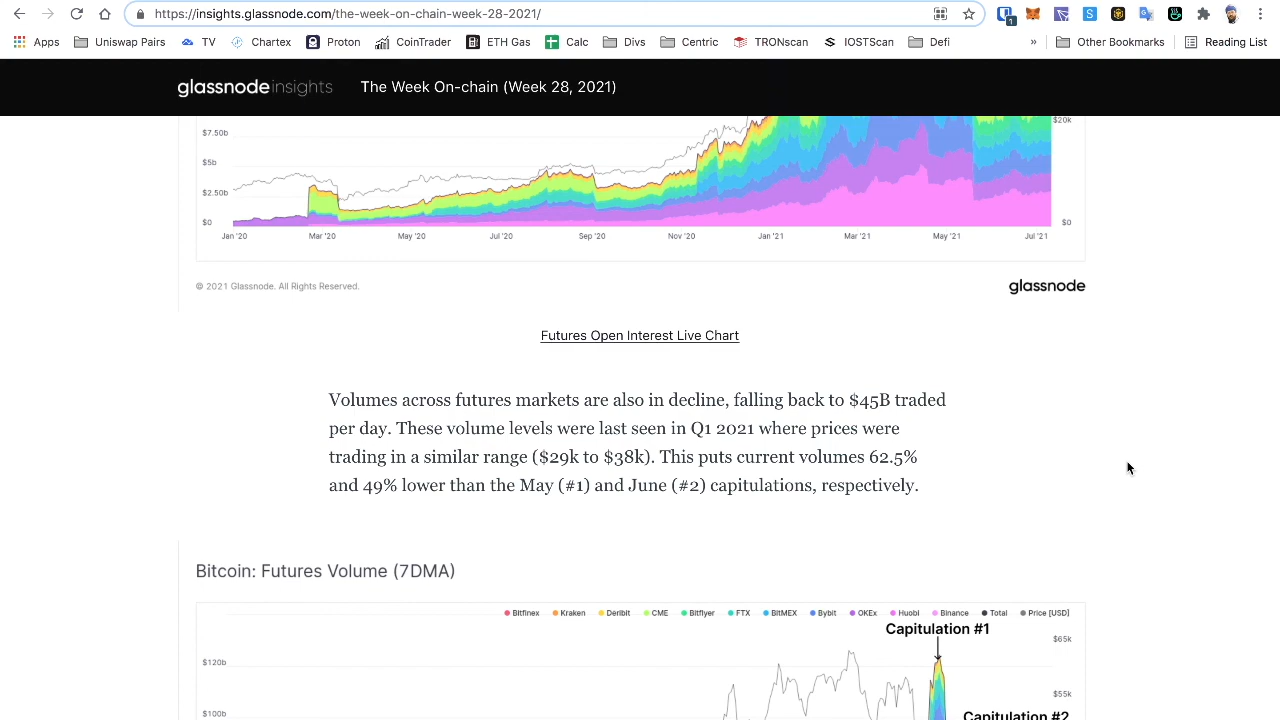 https://insights.glassnode.com/the-week-on-chain-week-28-2021/
1
Apps Uniswap Pairs TV Chartex Proton CoinTrader ETH Gas Calc Divs Centric TRONscan IOSTScan Defi » Other Bookmarks Reading List
glassnodeinsights The Week On-chain (Week 28, 2021)
$20k
$7.50b
$5b
$2.50b
$0 $0
Jan '20 Mar '20 May '20 Jul '20 Sep '20 Nov '20 Jan '21 Mar '21 May '21 Jul '21
© 2021 Glassnode. All Rights Reserved. glassnode
Futures Open Interest Live Chart
Volumes across futures markets are also in decline, falling back to $45B traded
per day. These volume levels were last seen in Q1 2021 where prices were
trading in a similar range ($29k to $38k). This puts current volumes 62.5%
and 49% lower than the May (#1) and June (#2) capitulations, respectively.
Bitcoin: Futures Volume (7DMA)
Bitfinex Kraken Deribit CME Bitflyer FTX BitMEX Bybit OKEx Huobi Binance Total Price [USD]
Capitulation #1
$65k
$120b
$55k
$100b
Capitulation #2